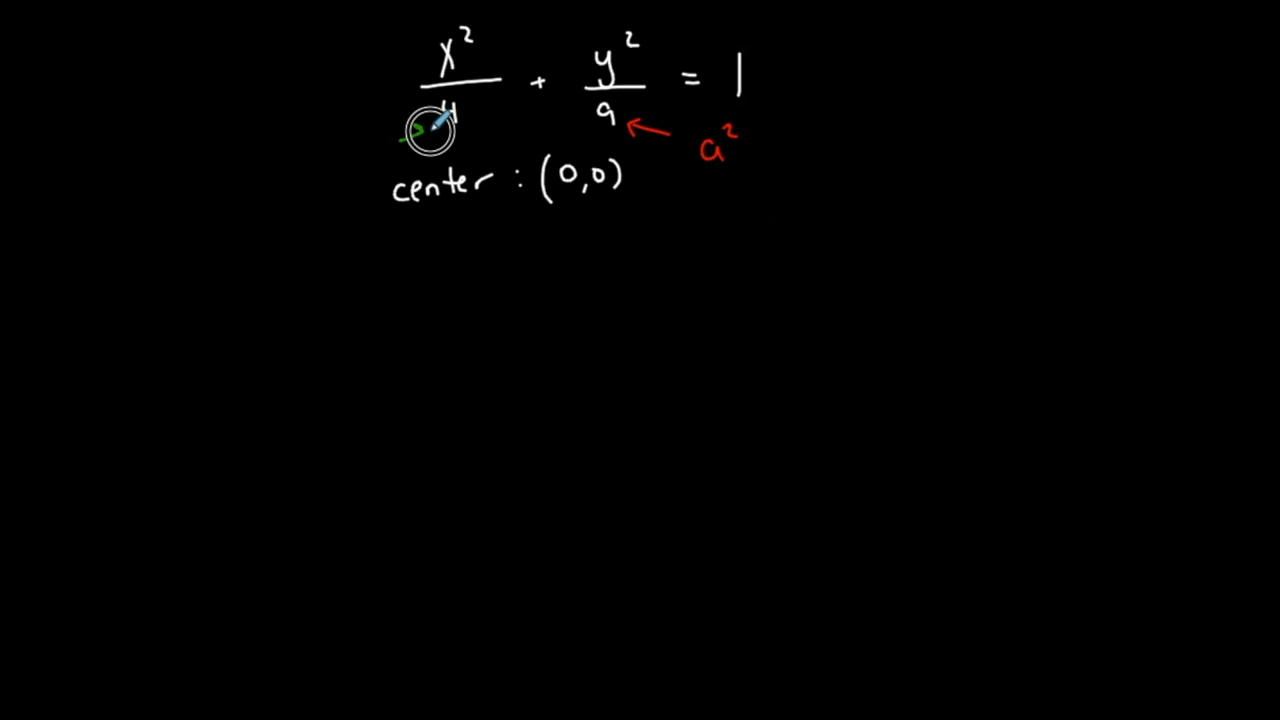 x²/4 + y²/9 = 1
a²
center : (0,0)